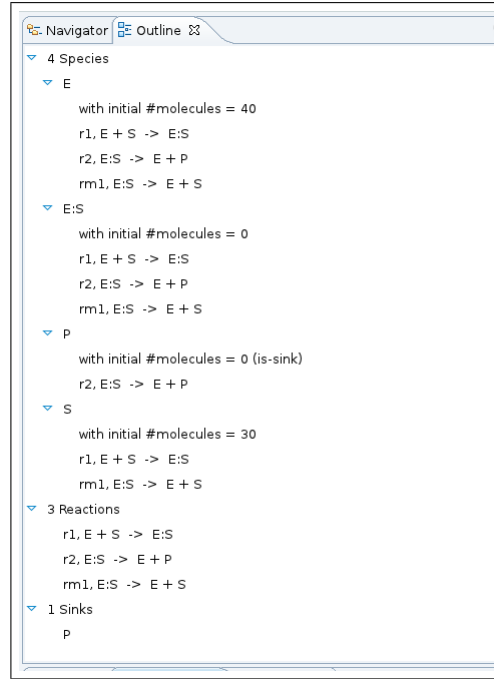 Navigator Outline
4 Species
E
with initial #molecules = 40
r1, E + S -> E:S
r2, E:S -> E + P
rm1, E:S -> E + S
E:S
with initial #molecules = 0
r1, E + S -> E:S
r2, E:S -> E + P
rm1, E:S -> E + S
P
with initial #molecules = 0 (is-sink)
r2, E:S -> E + P
S
with initial #molecules = 30
r1, E + S -> E:S
rm1, E:S -> E + S
3 Reactions
r1, E + S -> E:S
r2, E:S -> E + P
rm1, E:S -> E + S
1 Sinks
P